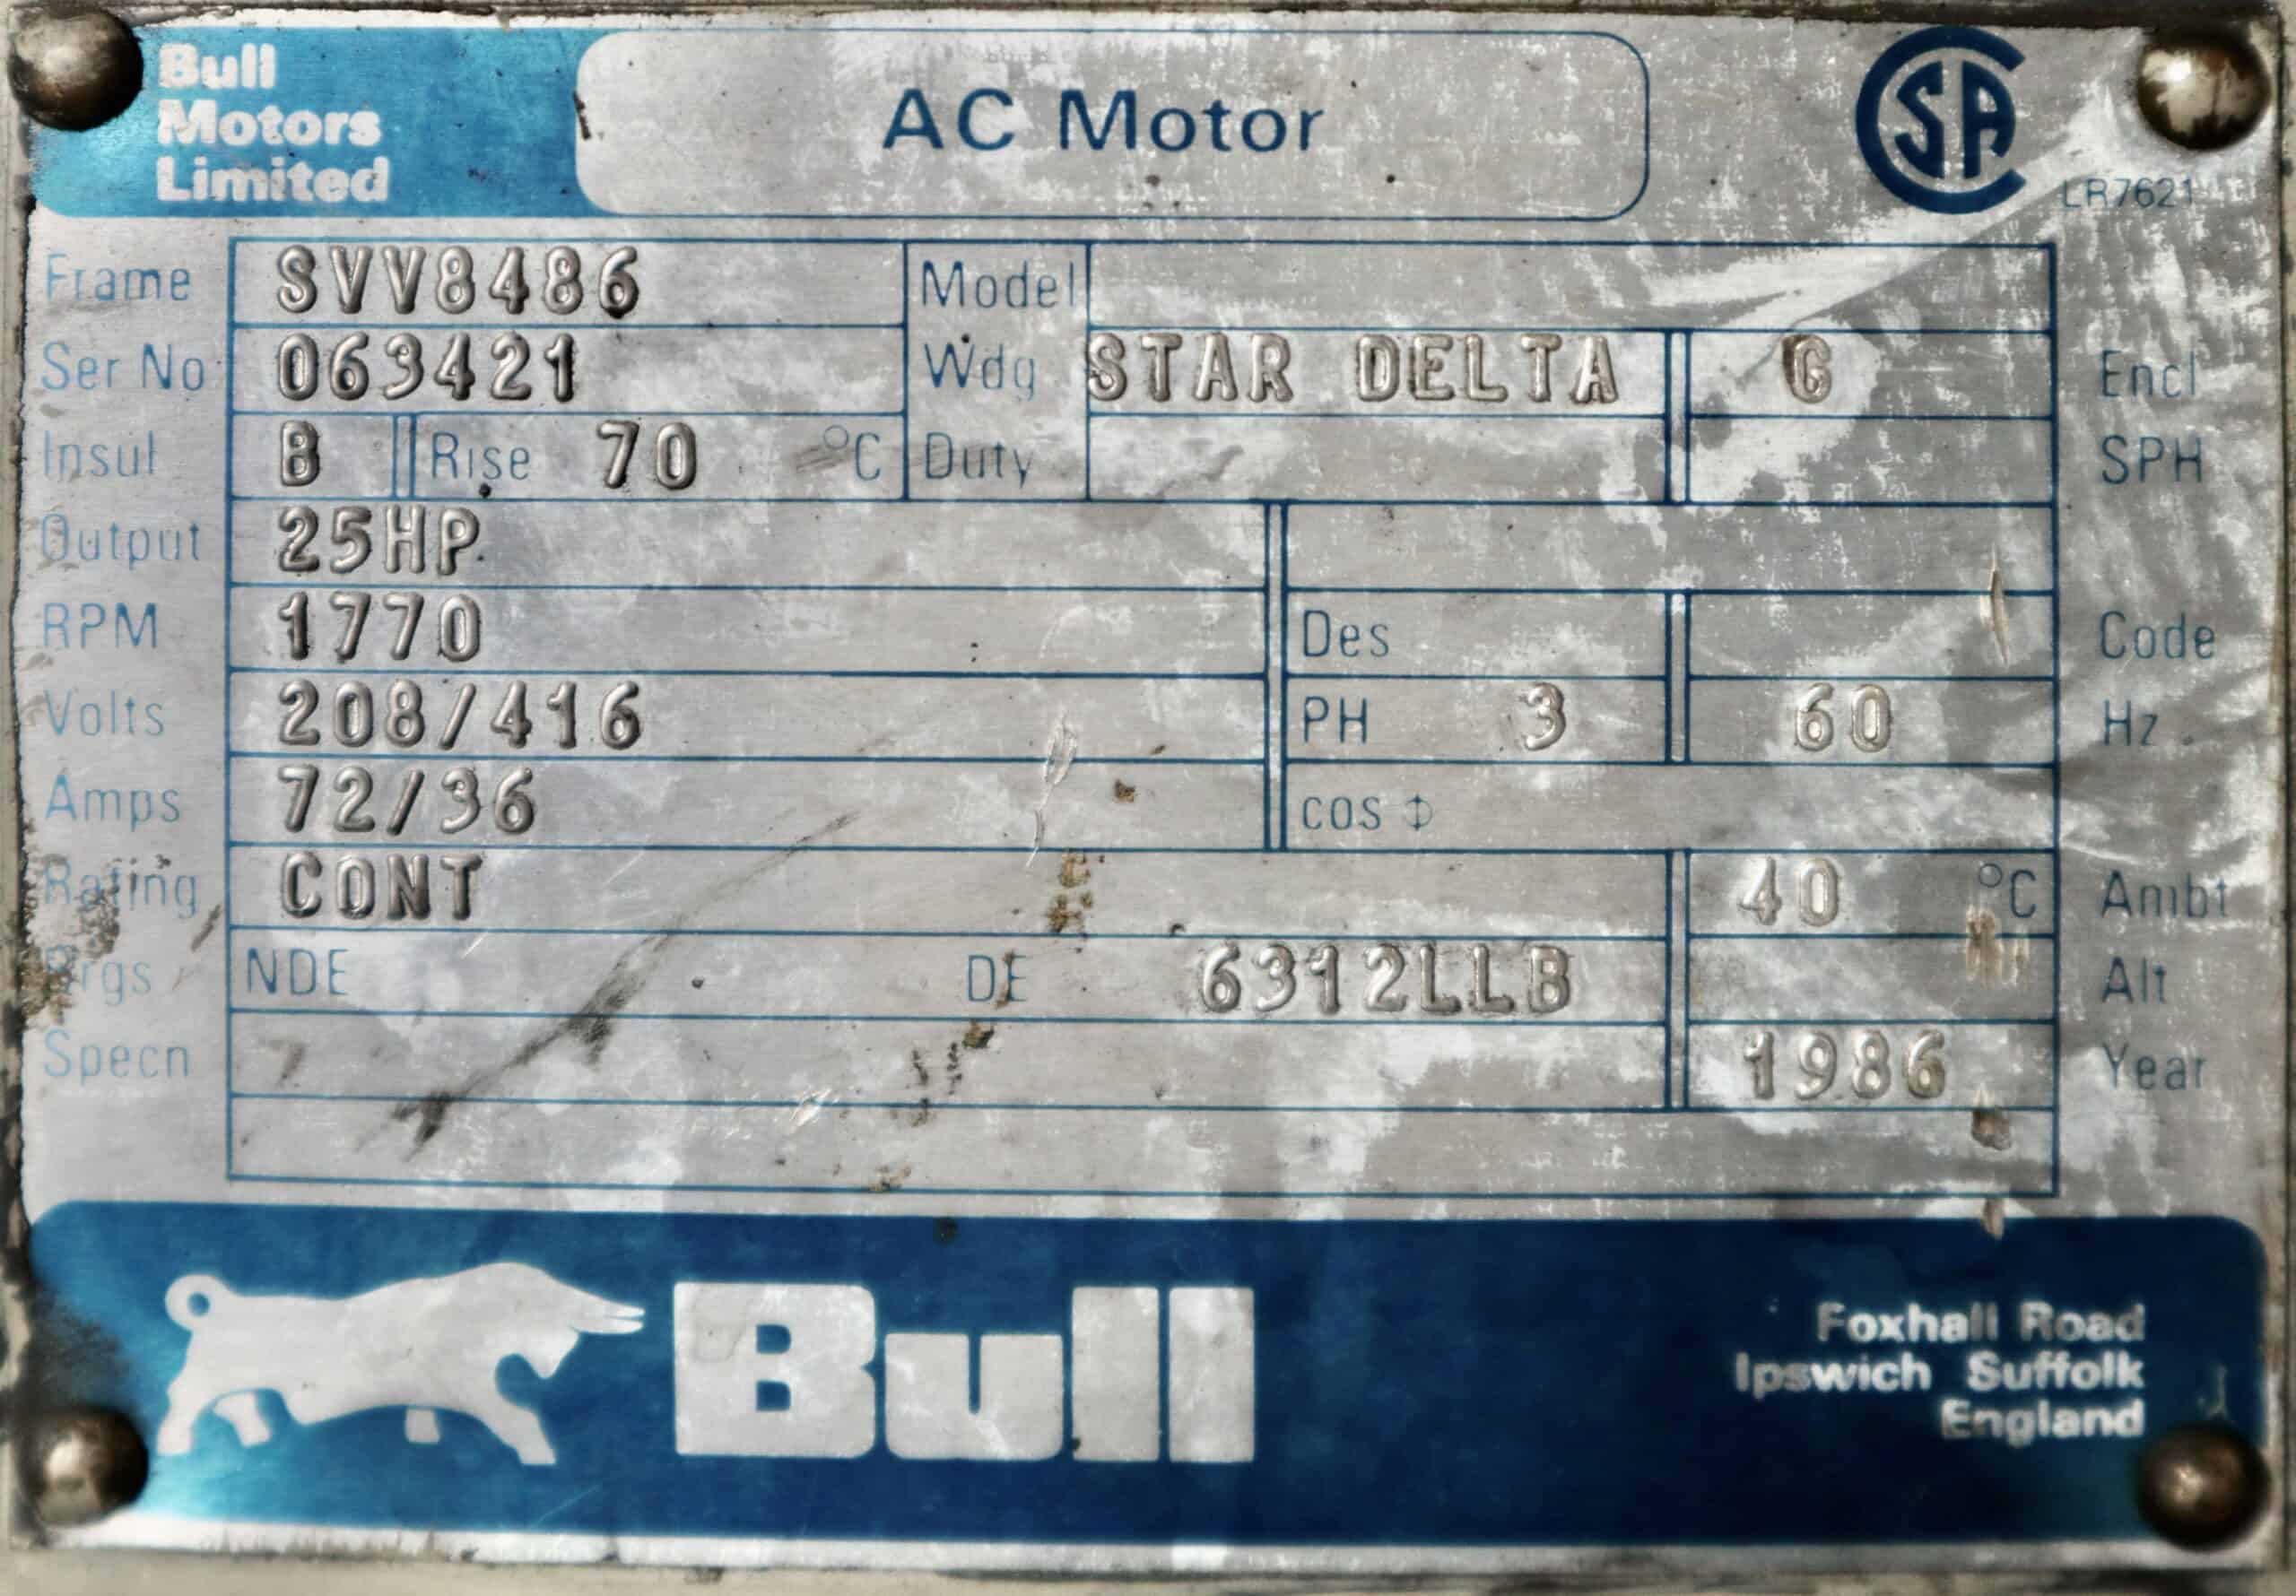 Bull
Motors
Limited
AC Motor
CSA
LR7621
Frame SVV8486 Model
Ser No 063421 Wdg STAR DELTA G Encl
Insul B Rise 70 °C Duty SPH
Output 25HP
RPM 1770 Des Code
Volts 208/416 PH 3 60 Hz
Amps 72/36 cos Φ
Rating CONT 40 °C Ambt
Brgs NDE DE 6312LLB Alt
Specn 1986 Year
Bull
Foxhall Road
Ipswich Suffolk
England